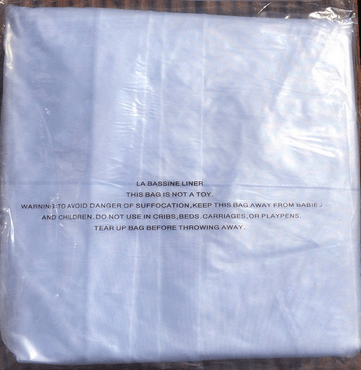 LA BASSINE LINER
THIS BAG IS NOT A TOY.
WARNING:TO AVOID DANGER OF SUFFOCATION,KEEP THIS BAG AWAY FROM BABIES
AND CHILDREN. DO NOT USE IN CRIBS,BEDS. CARRIAGES, OR PLAYPENS.
TEAR UP BAG BEFORE THROWING AWAY.